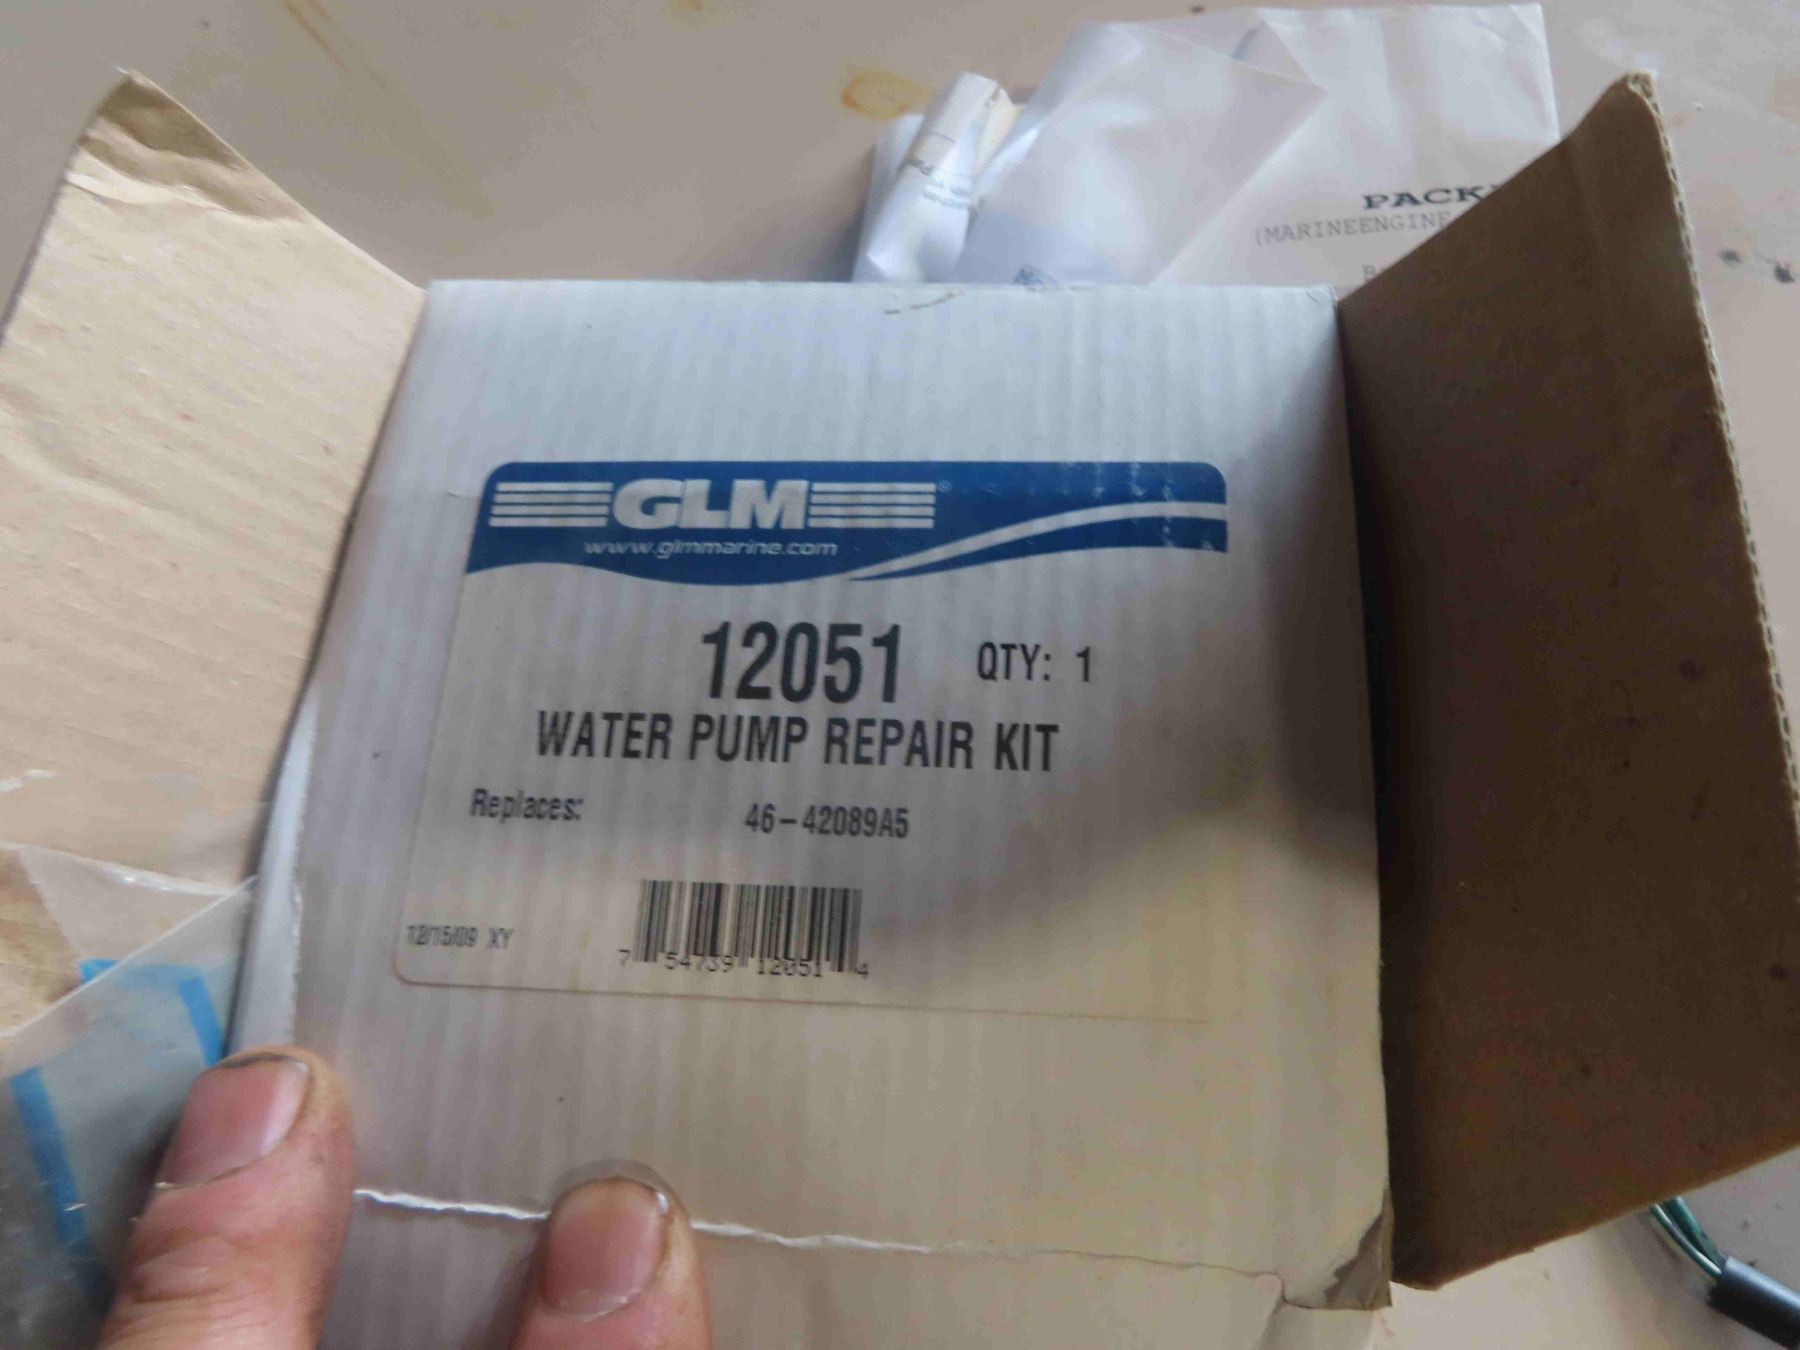 PACK
(MARINEENGINE
GLM®
www.glmmarine.com
12051 QTY: 1
WATER PUMP REPAIR KIT
Replaces: 46-42089A5
12/15/09 XY
7 54739 12051 4